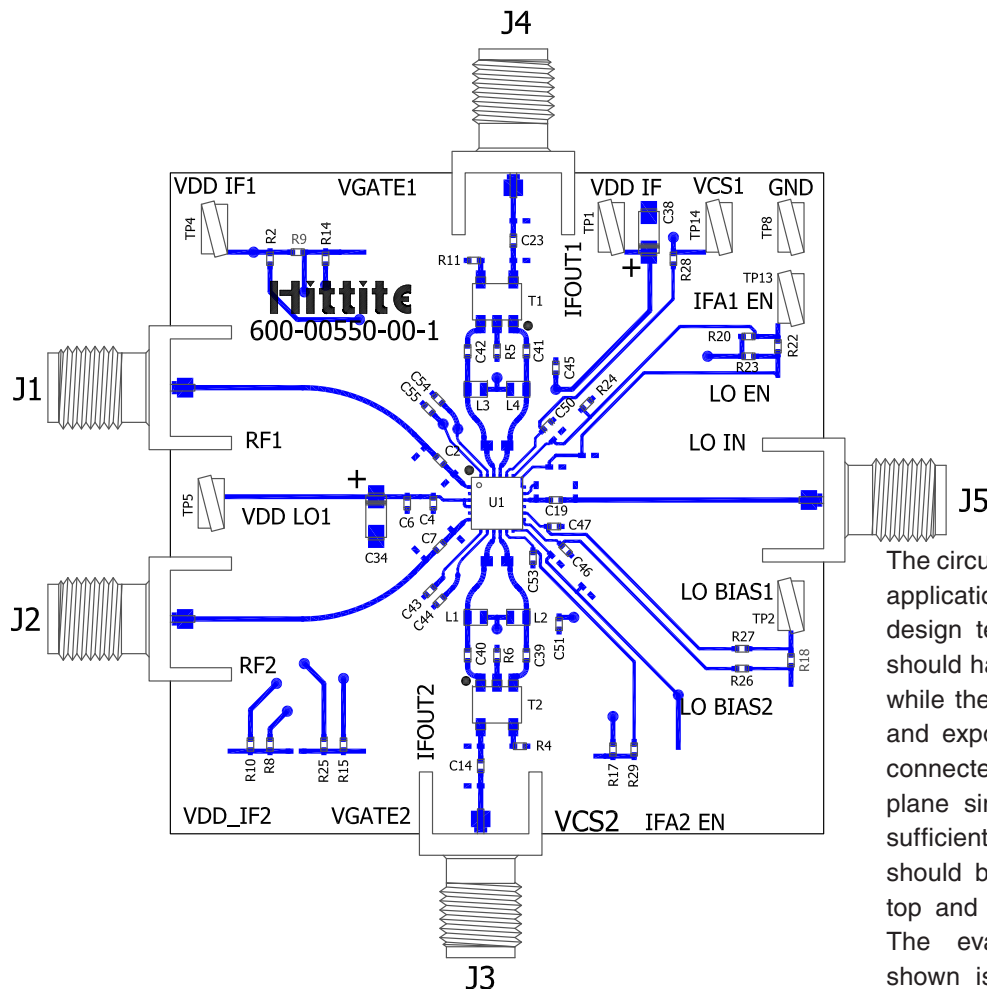 J4
VDD IF1
VGATE1
VDD IF
VCS1
GND
TP4
R2
R9
R14
C23
R11
IFOUT1
TP1
C38
+
R28
TP14
TP8
TP13
Hittite
600-00550-00-1
T1
IFA1 EN
C42
R5
C41
C45
R20
R23
R22
J1
L3
L4
C54
C55
C50
R24
LO EN
RF1
C2
LO IN
+
TP5
VDD LO1
C34
C6
C4
U1
C19
C47
J5
C7
C46
C53
C43
C44
LO BIAS1
TP2
J2
L1
L2
C51
RF2
C40
R6
C39
R27
R26
R18
T2
LO BIAS2
IFOUT2
R4
C14
R10
R8
R25
R15
R17
R29
VDD_IF2
VGATE2
VCS2
IFA2 EN
J3
The circu
application
design te
should ha
while the
and expo
connecte
plane sin
sufficient
should b
top and
The eva
shown is